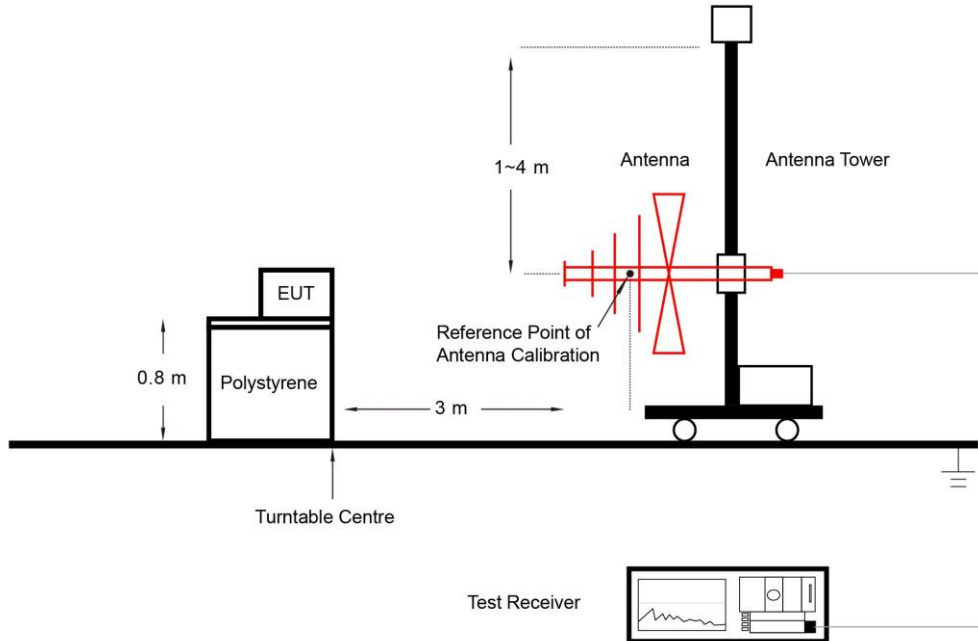 1~4 m
Antenna
Antenna Tower
EUT
Reference Point of
Antenna Calibration
0.8 m
Polystyrene
3 m
Turntable Centre
Test Receiver